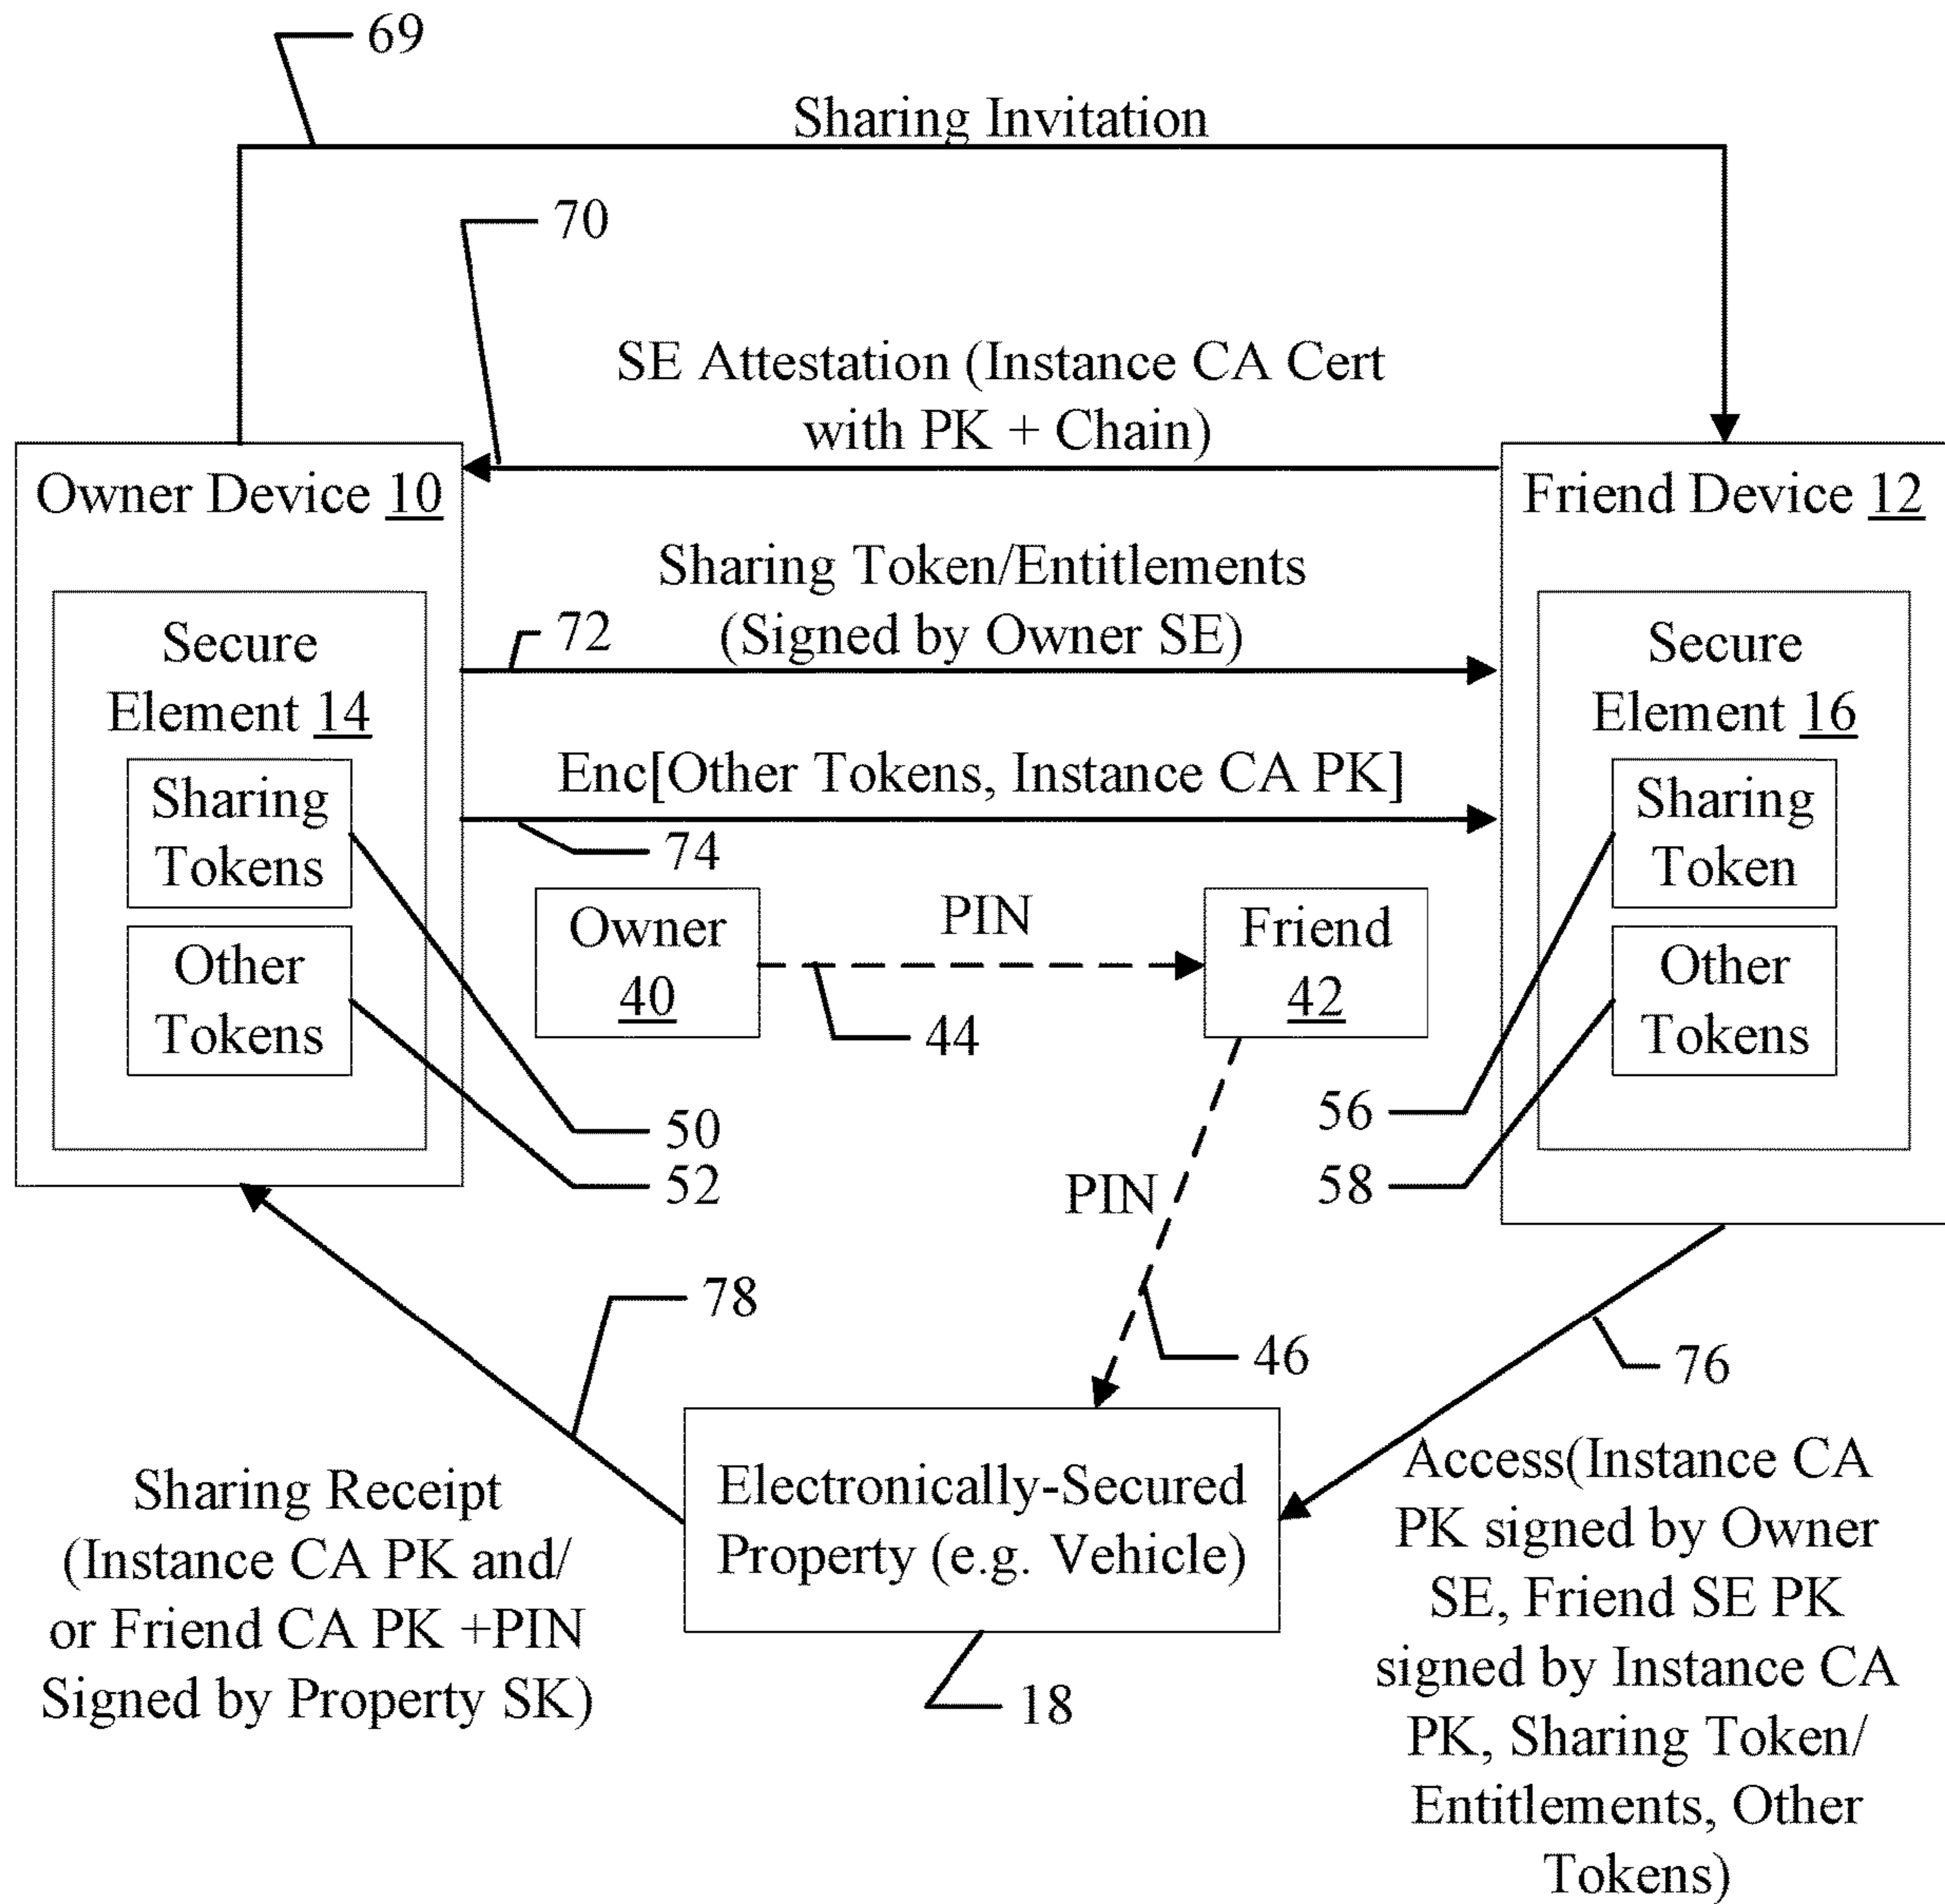 69
Sharing Invitation
70
SE Attestation (Instance CA Cert
with PK + Chain)
Owner Device 10
Friend Device 12
Sharing Token/Entitlements
(Signed by Owner SE)
72
Secure
Element 14
Secure
Element 16
Enc[Other Tokens, Instance CA PK]
74
Sharing
Tokens
Other
Tokens
Sharing
Token
Other
Tokens
Owner
40
PIN
44
Friend
42
50
52
56
58
PIN
46
78
76
Electronically-Secured
Property (e.g. Vehicle)
18
Sharing Receipt
(Instance CA PK and/
or Friend CA PK +PIN
Signed by Property SK)
Access(Instance CA
PK signed by Owner
SE, Friend SE PK
signed by Instance CA
PK, Sharing Token/
Entitlements, Other
Tokens)